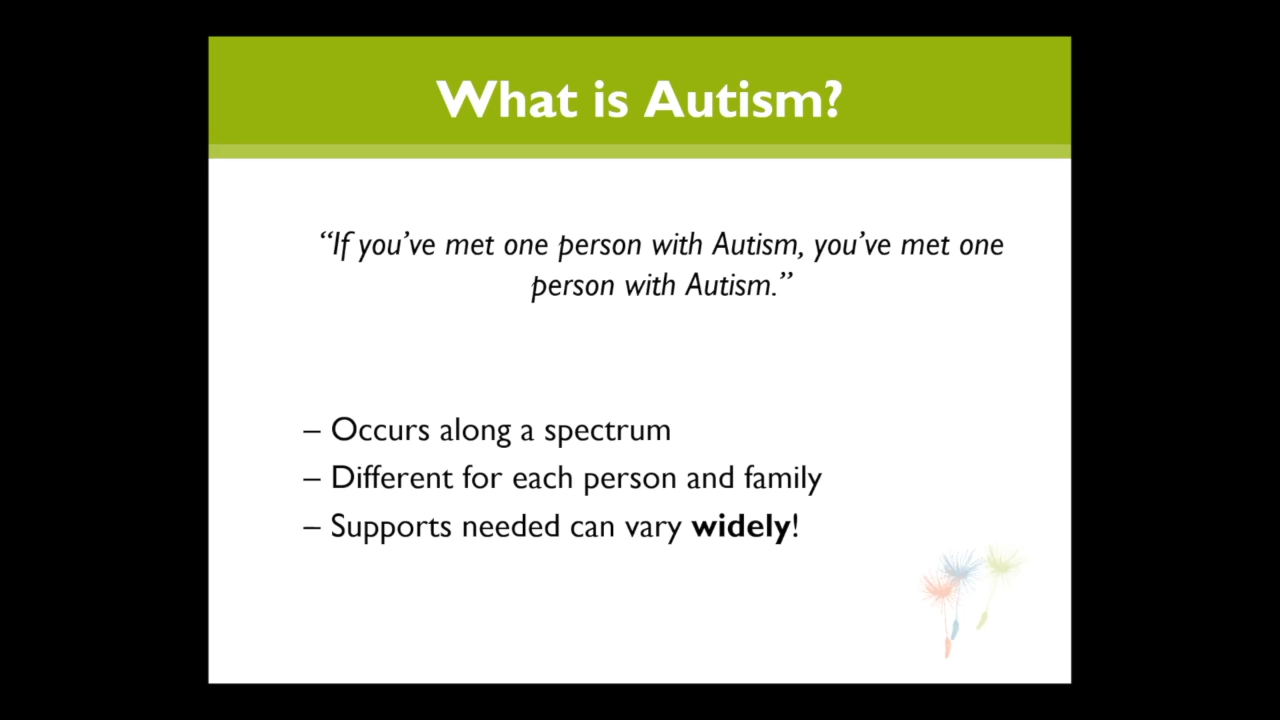 What is Autism?
“If you’ve met one person with Autism, you’ve met one
person with Autism.”
– Occurs along a spectrum
– Different for each person and family
– Supports needed can vary widely!